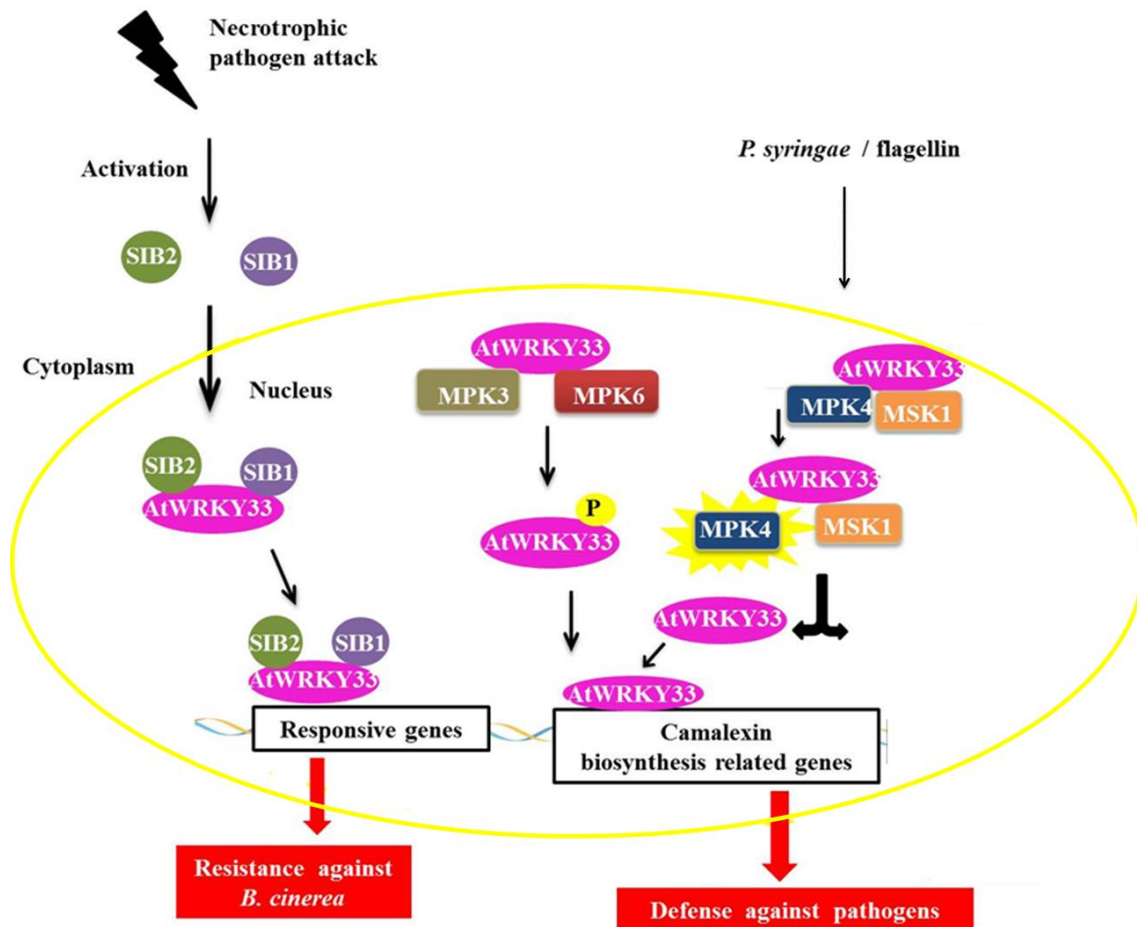 Necrotrophic
pathogen attack
Activation
P. syringae / flagellin
SIB2
SIB1
Cytoplasm
Nucleus
AtWRKY33
MPK3
MPK6
AtWRKY33
MPK4
MSK1
SIB2
SIB1
AtWRKY33
AtWRKY33
MPK4
MSK1
P
AtWRKY33
AtWRKY33
SIB2
SIB1
AtWRKY33
AtWRKY33
Responsive genes
Camalexin
biosynthesis related genes
Resistance against
B. cinerea
Defense against pathogens